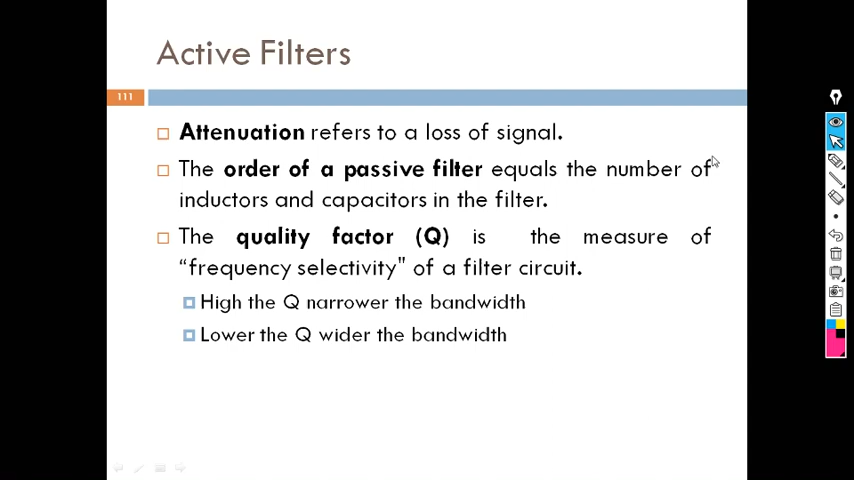 Active Filters
111
Attenuation refers to a loss of signal.
The order of a passive filter equals the number of
inductors and capacitors in the filter.
The quality factor (Q) is the measure of
“frequency selectivity" of a filter circuit.
High the Q narrower the bandwidth
Lower the Q wider the bandwidth